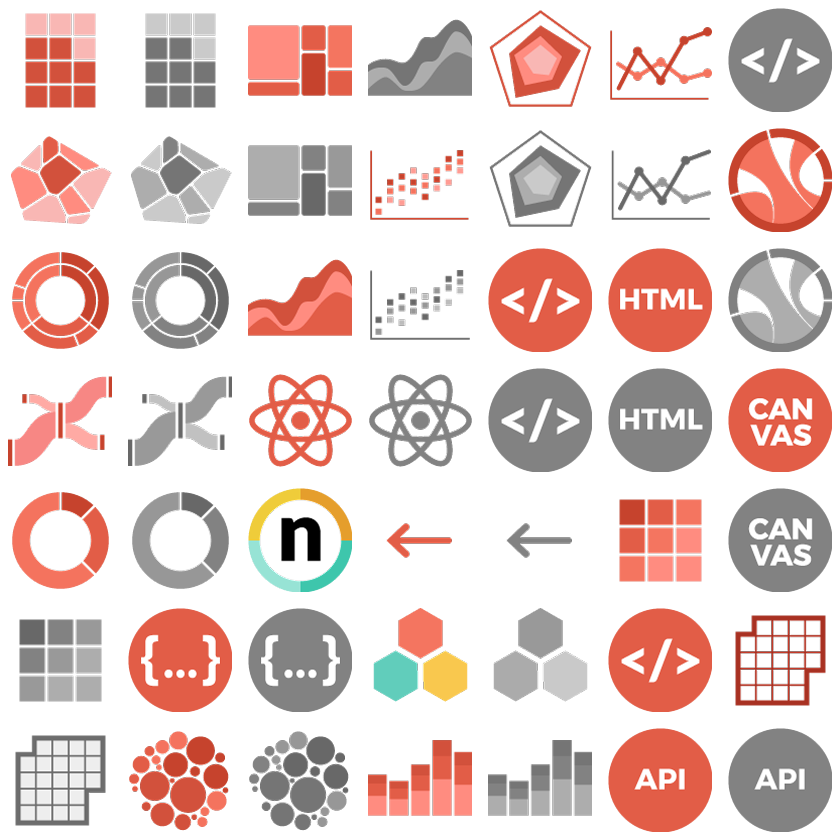 </>
</>
HTML
</>
HTML
CAN
VAS
n
CAN
VAS
{...}
{...}
</>
API
API